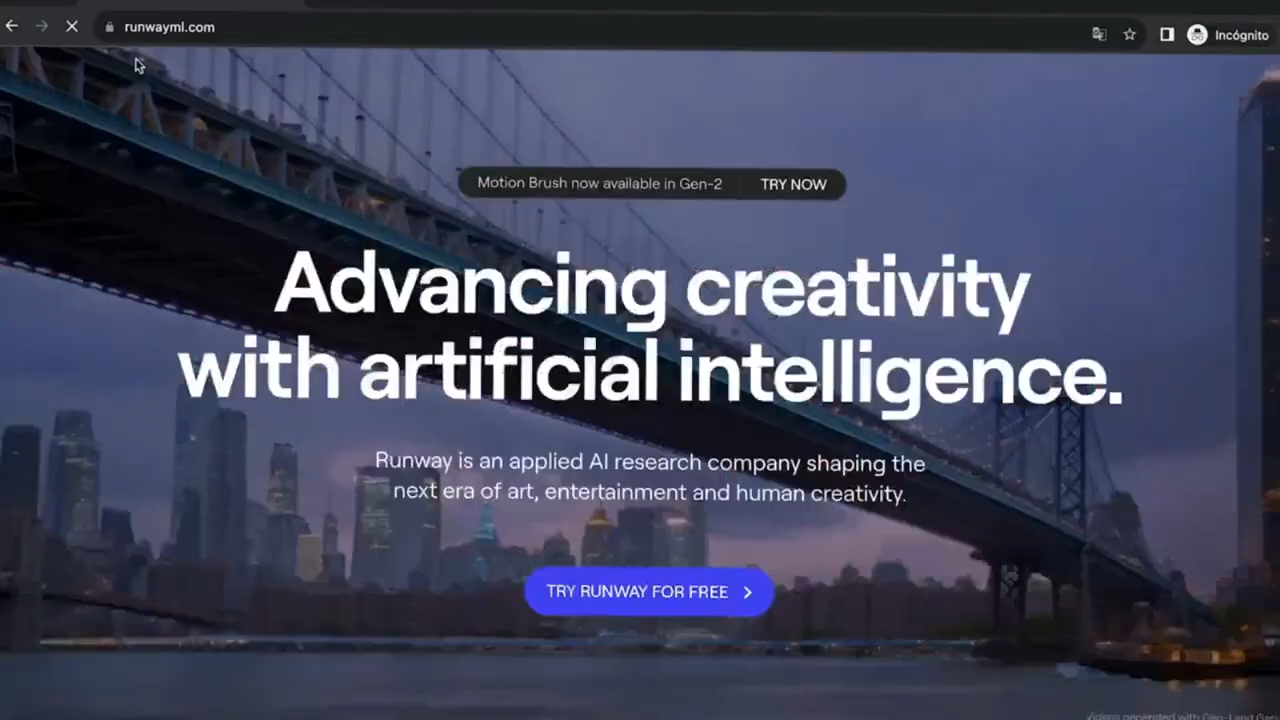 runwayml.com
Incógnito
Motion Brush now available in Gen-2
TRY NOW
Advancing creativity
with artificial intelligence.
Runway is an applied AI research company shaping the
next era of art, entertainment and human creativity.
TRY RUNWAY FOR FREE